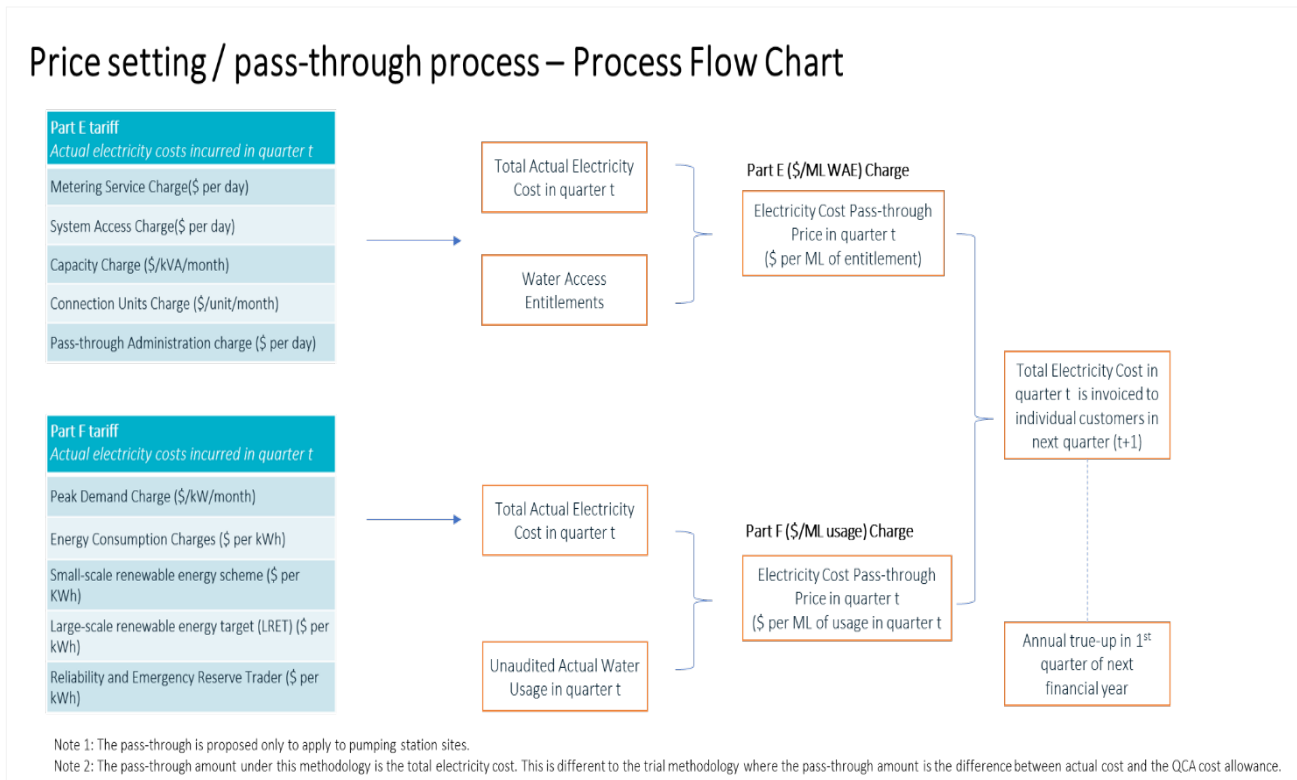 Price setting / pass-through process – Process Flow Chart
Part E tariff
Actual electricity costs incurred in quarter t
Metering Service Charge($ per day)
System Access Charge($ per day)
Capacity Charge ($/kVA/month)
Connection Units Charge ($/unit/month)
Pass-through Administration charge ($ per day)
Total Actual Electricity
Cost in quarter t
Water Access
Entitlements
Part E ($/ML WAE) Charge
Electricity Cost Pass-through
Price in quarter t
($ per ML of entitlement)
Part F tariff
Actual electricity costs incurred in quarter t
Peak Demand Charge ($/kW/month)
Energy Consumption Charges ($ per kWh)
Small-scale renewable energy scheme ($ per
KWh)
Large-scale renewable energy target (LRET) ($ per
kWh)
Reliability and Emergency Reserve Trader ($ per
kWh)
Total Actual Electricity
Cost in quarter t
Unaudited Actual Water
Usage in quarter t
Part F ($/ML usage) Charge
Electricity Cost Pass-through
Price in quarter t
($ per ML of usage in quarter t
Total Electricity Cost in
quarter t is invoiced to
individual customers in
next quarter (t+1)
Annual true-up in 1st
quarter of next
financial year
Note 1: The pass-through is proposed only to apply to pumping station sites.
Note 2: The pass-through amount under this methodology is the total electricity cost. This is different to the trial methodology where the pass-through amount is the difference between actual cost and the QCA cost allowance.